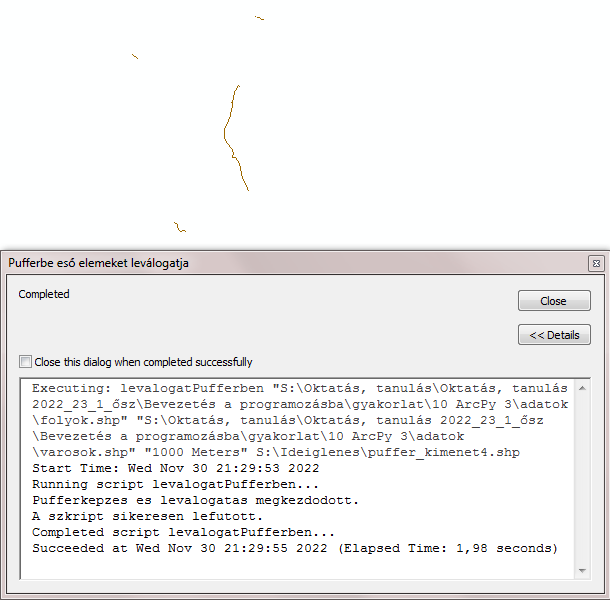 Pufferbe eső elemeket leválogatja
Completed
Close
<< Details
Close this dialog when completed successfully
Executing: levalogatPufferben "S:\Oktatás, tanulás\Oktatás, tanulás
2022_23_1_ősz\Bevezetés a programozásba\gyakorlat\10 ArcPy 3\adatok
\folyok.shp" "S:\Oktatás, tanulás\Oktatás, tanulás 2022_23_1_ősz
\Bevezetés a programozásba\gyakorlat\10 ArcPy 3\adatok
\varosok.shp" "1000 Meters" S:\Ideiglenes\puffer_kimenet4.shp
Start Time: Wed Nov 30 21:29:53 2022
Running script levalogatPufferben...
Pufferkepzes es levalogatas megkezdodott.
A szkript sikeresen lefutott.
Completed script levalogatPufferben...
Succeeded at Wed Nov 30 21:29:55 2022 (Elapsed Time: 1,98 seconds)